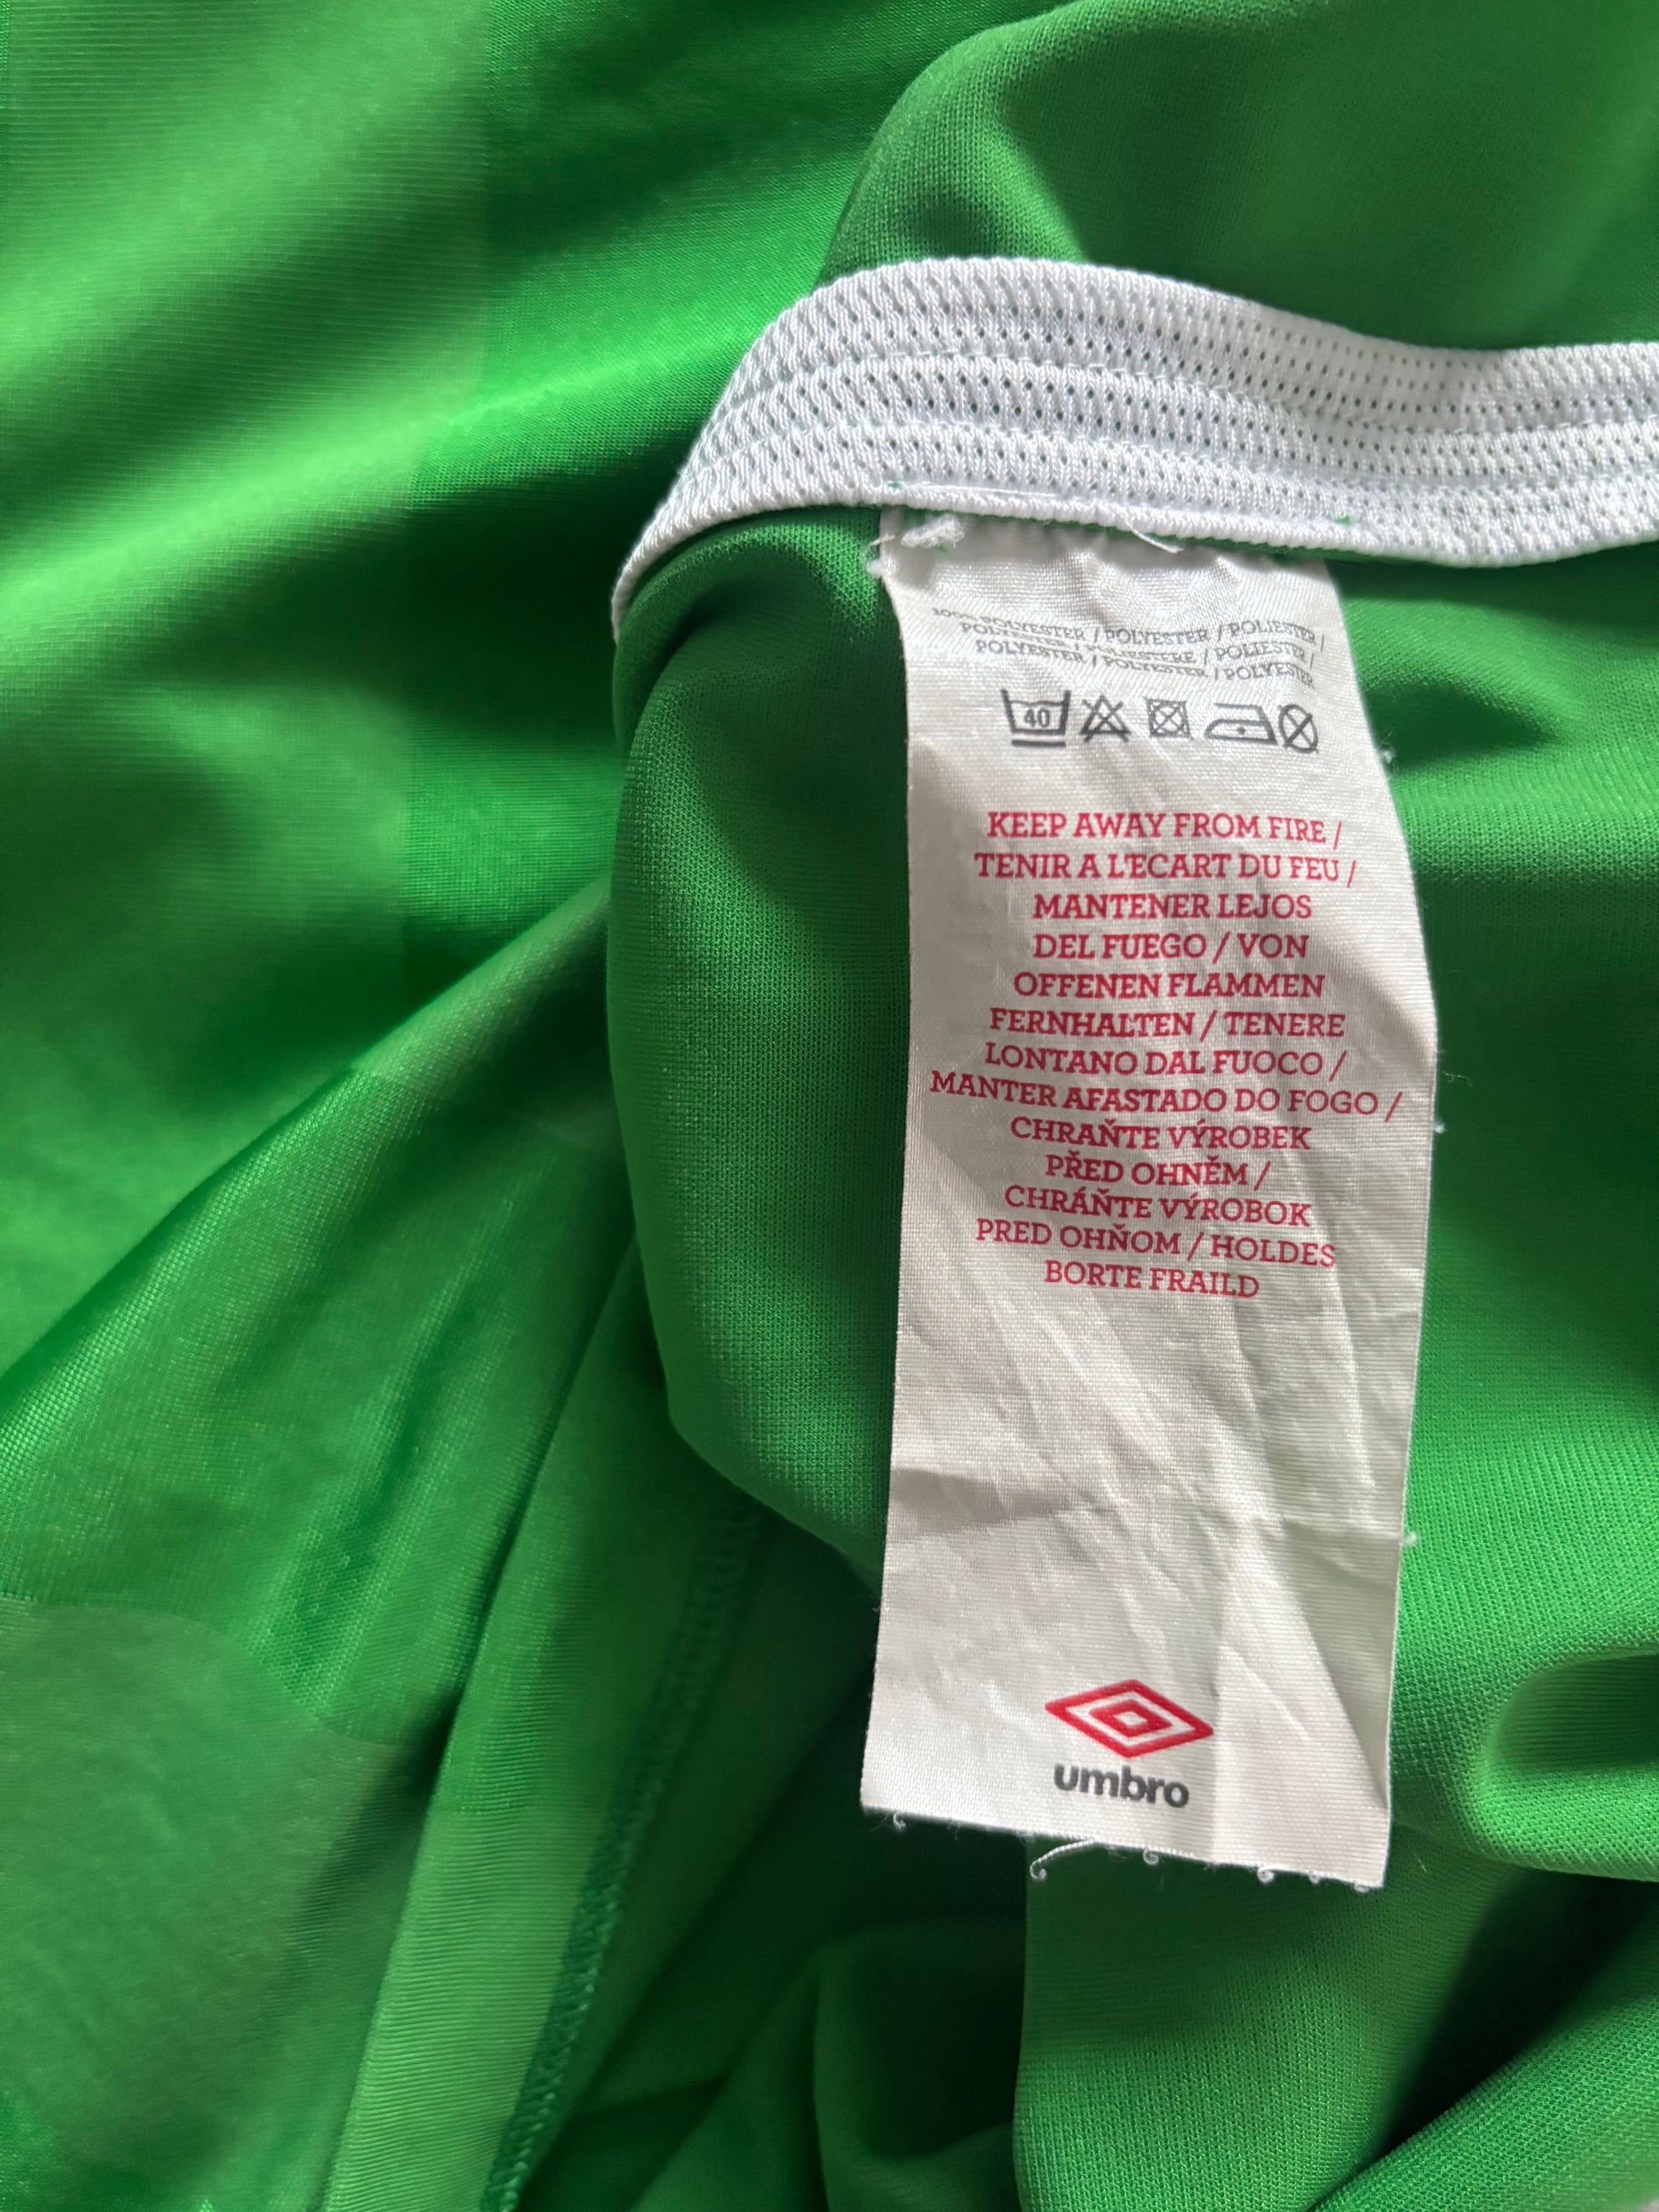 100% POLYESTER / POLYESTER / POLIESTER /
POLYESTER / POLIESTERE / POLIESTER /
POLYESTER / POLYESTER / POLYESTER
40
KEEP AWAY FROM FIRE /
TENIR A L'ECART DU FEU /
MANTENER LEJOS
DEL FUEGO / VON
OFFENEN FLAMMEN
FERNHALTEN / TENERE
LONTANO DAL FUOCO /
MANTER AFASTADO DO FOGO /
CHRAŇTE VÝROBEK
PŘED OHNĚM /
CHRÁŇTE VÝROBOK
PRED OHŇOM / HOLDES
BORTE FRAILD
umbro